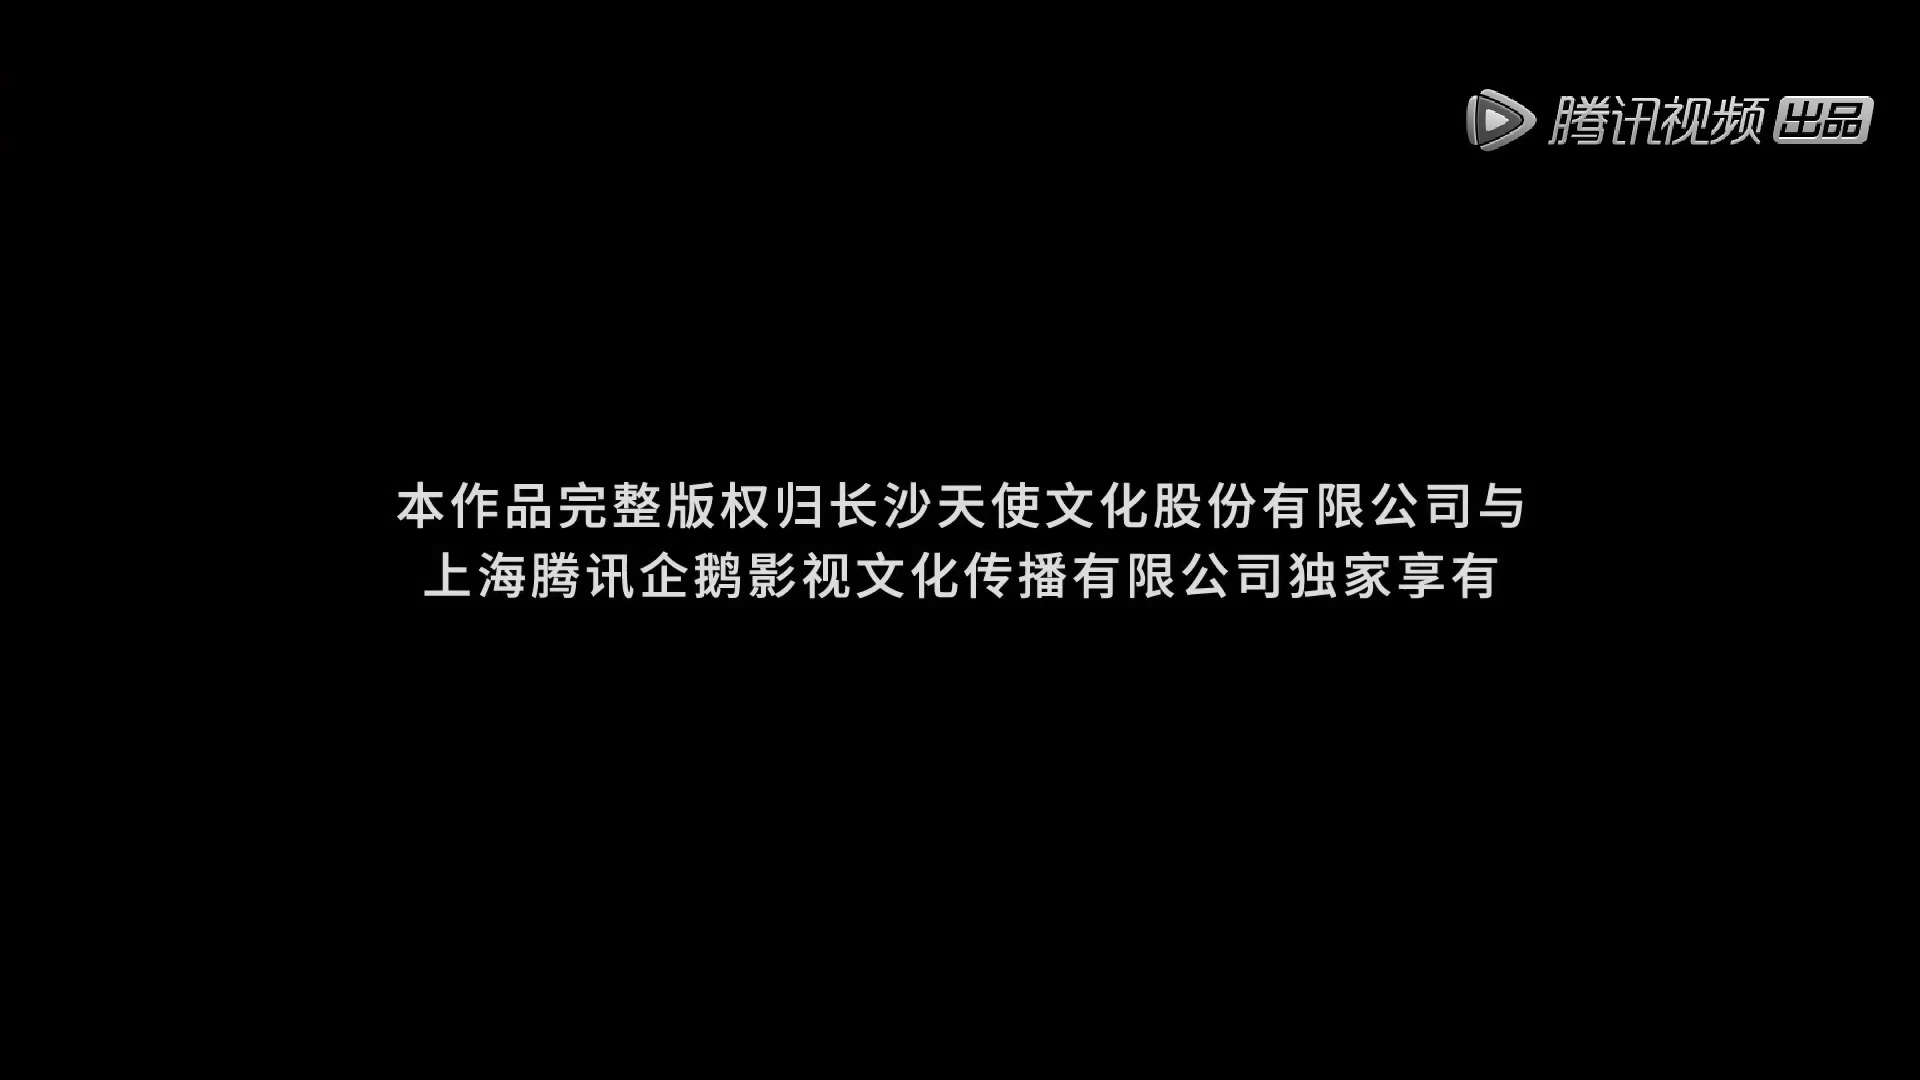 腾讯视频 出品
本作品完整版权归长沙天使文化股份有限公司与
上海腾讯企鹅影视文化传播有限公司独家享有